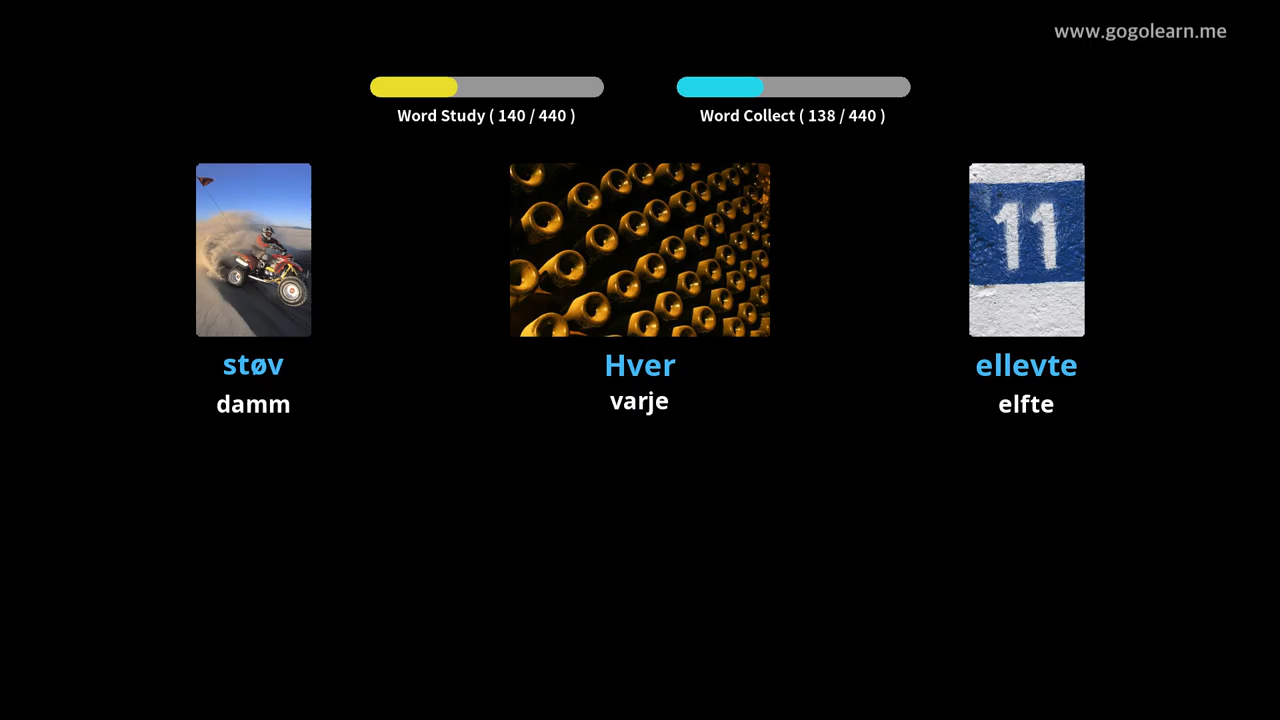 www.gogolearn.me
Word Study ( 140 / 440 )
Word Collect ( 138 / 440 )
11
støv
Hver
ellevte
damm
varje
elfte